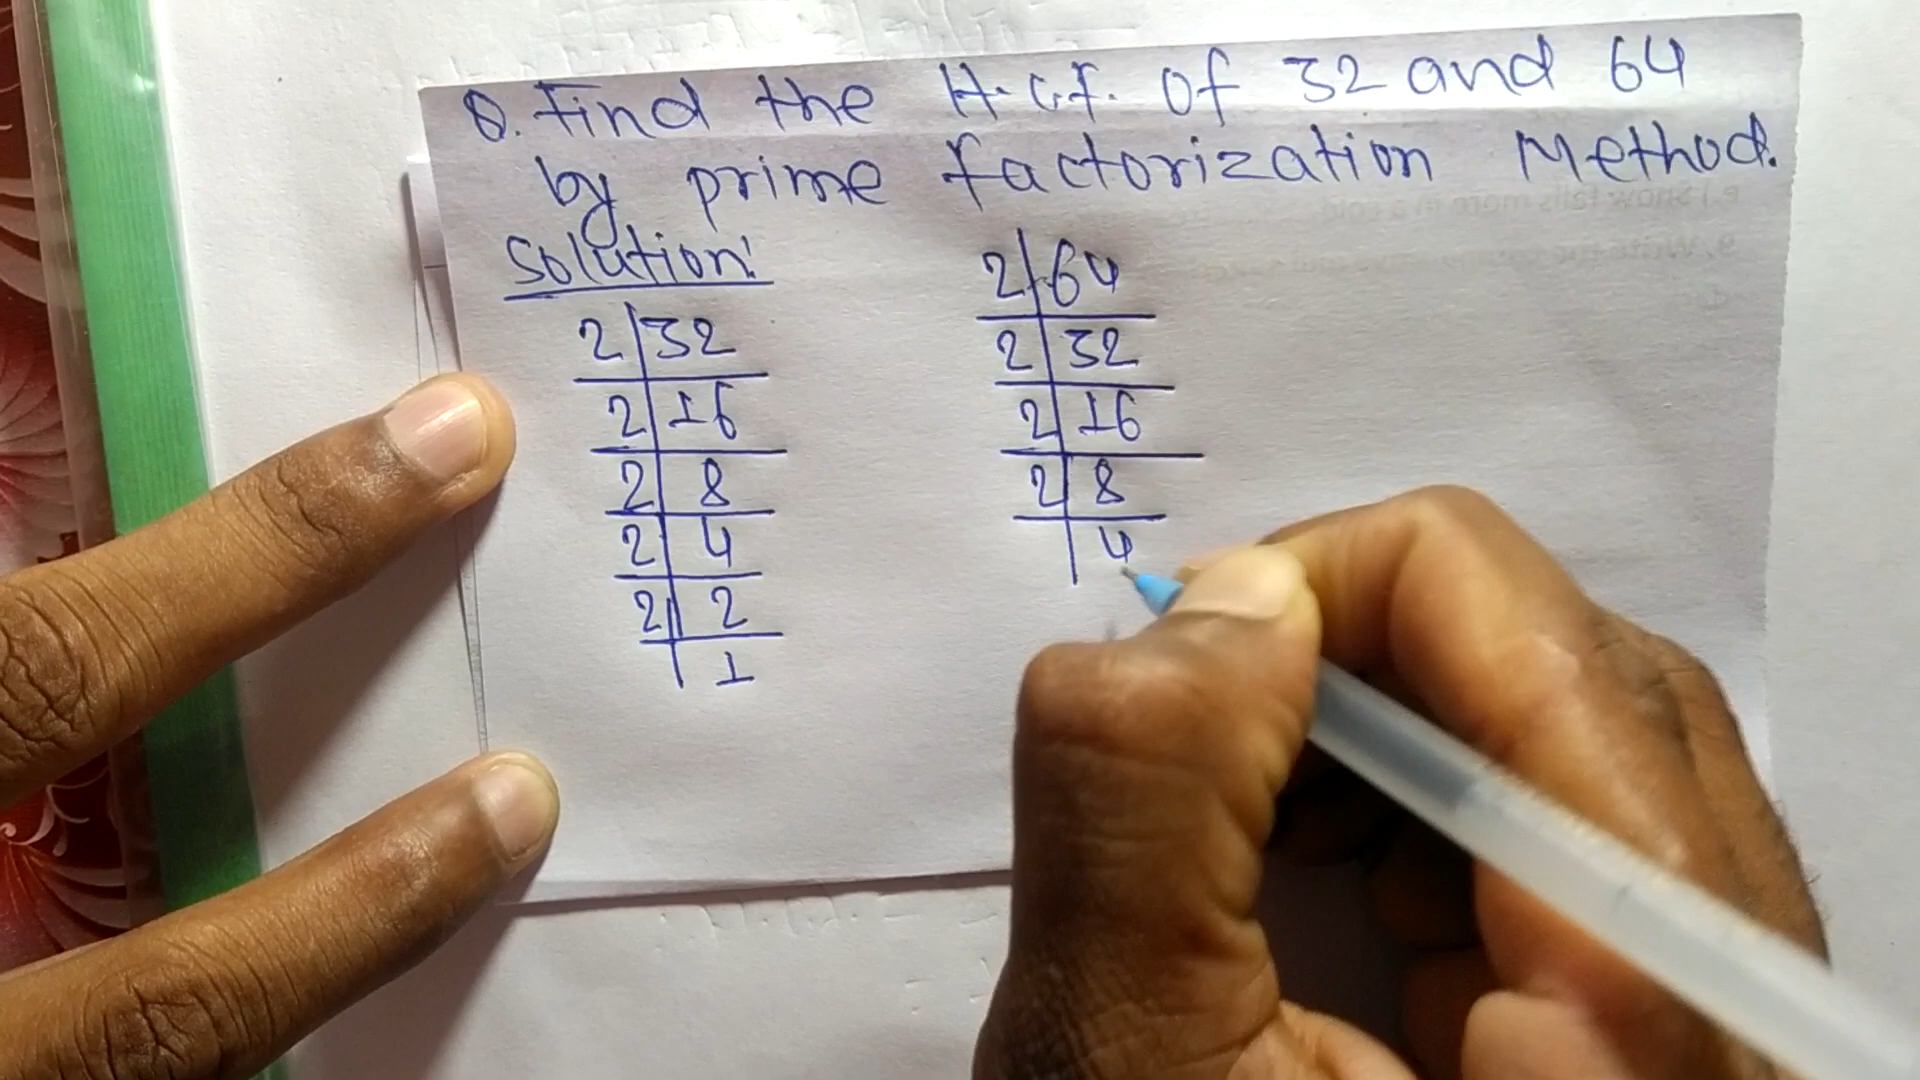 Q. Find the H.C.F. of 32 and 64
by prime factorization Method.
Solution:
2 | 32
2 | 16
2 | 8
2 | 4
2 | 2
| 1
2 | 64
2 | 32
2 | 16
2 | 8
| 4